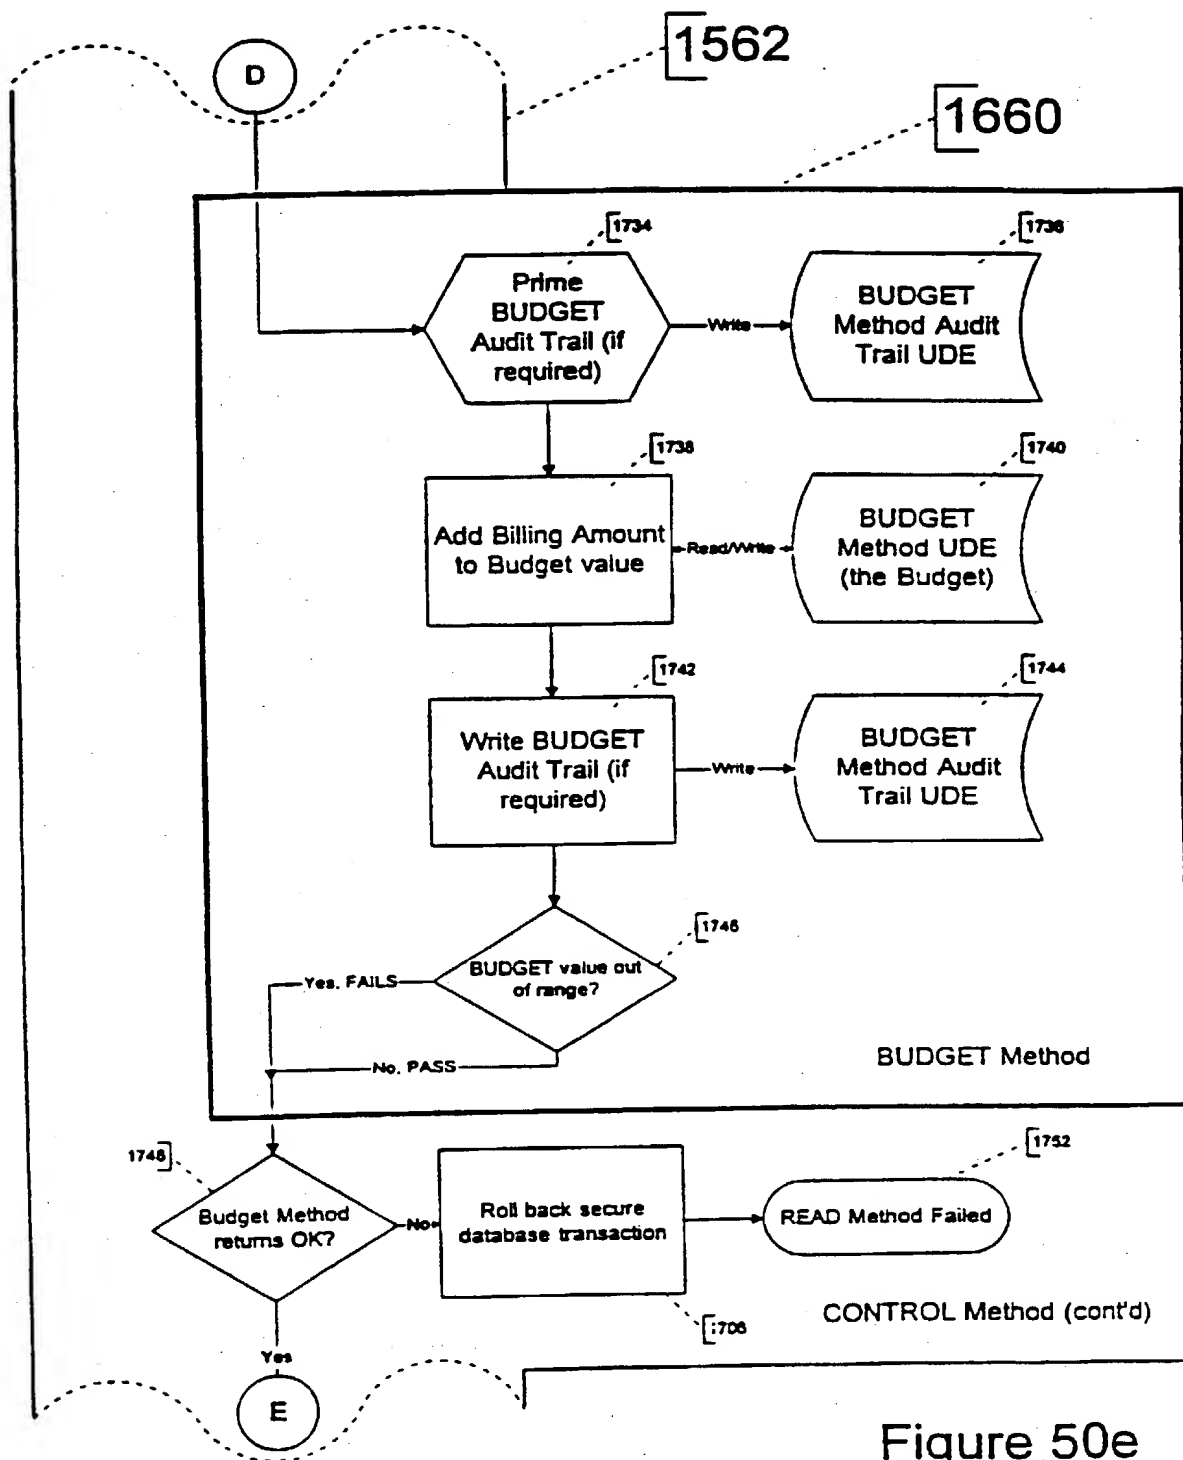 D
1562
1660
1734
Prime
BUDGET
Audit Trail (if
required)
Write
1736
BUDGET
Method Audit
Trail UDE
1738
Add Billing Amount
to Budget value
Read/Write
1740
BUDGET
Method UDE
(the Budget)
1742
Write BUDGET
Audit Trail (if
required)
Write
1744
BUDGET
Method Audit
Trail UDE
1746
BUDGET value out
of range?
Yes, FAILS
No, PASS
BUDGET Method
1748
Budget Method
returns OK?
No
Roll back secure
database transaction
1752
READ Method Failed
1706
CONTROL Method (cont'd)
Yes
E
Figure 50e